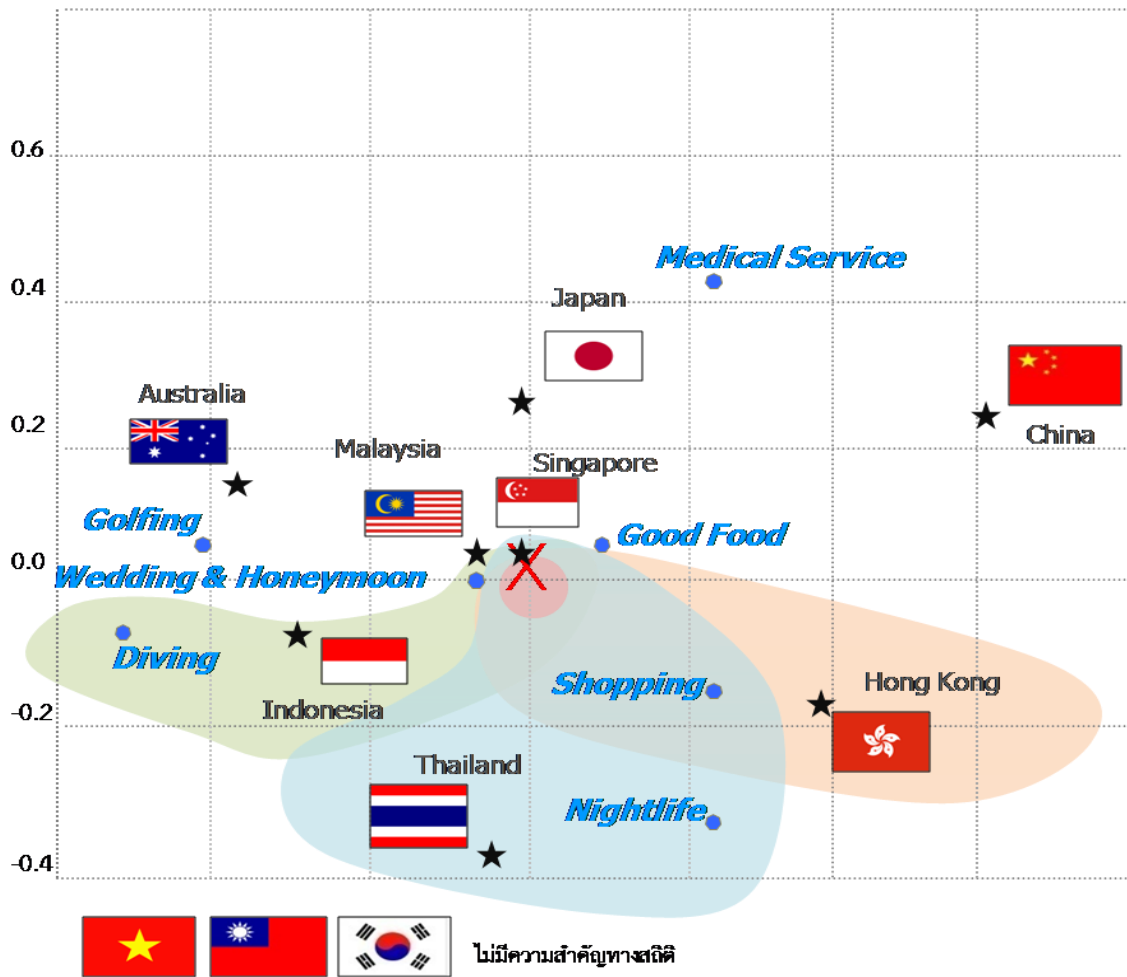 0.6
Medical Service
0.4
Japan
Australia
0.2
China
Malaysia
Singapore
Golfing
Good Food
0.0
Wedding & Honeymoon
Diving
Shopping
Hong Kong
Indonesia
-0.2
Thailand
Nightlife
-0.4
ไม่มีความสำคัญทางสถิติ